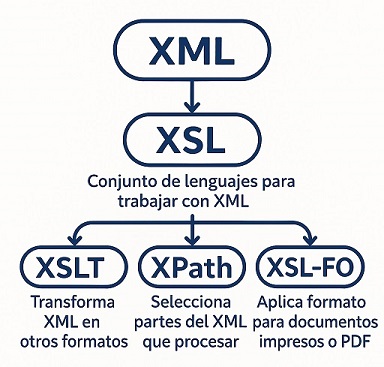 XML
XSL
Conjunto de lenguajes para
trabajar con XML
XSLT
Transforma
XML en
otros formatos
XPath
Selecciona
partes del XML
que procesar
XSL-FO
Aplica formato
para documentos
impresos o PDF